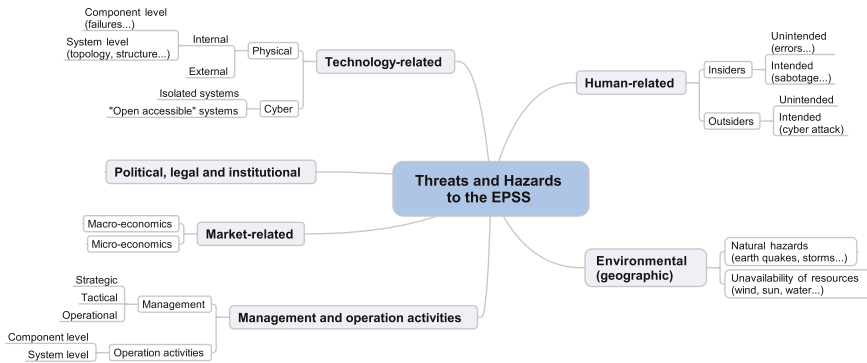 Threats and Hazards
to the EPSS
Technology-related
Physical
Internal
Component level
(failures...)
System level
(topology, structure...)
External
Cyber
Isolated systems
"Open accessible" systems
Political, legal and institutional
Market-related
Macro-economics
Micro-economics
Management and operation activities
Management
Strategic
Tactical
Operational
Operation activities
Component level
System level
Human-related
Insiders
Unintended
(errors...)
Intended
(sabotage...)
Outsiders
Unintended
Intended
(cyber attack)
Environmental
(geographic)
Natural hazards
(earth quakes, storms...)
Unavailability of resources
(wind, sun, water...)